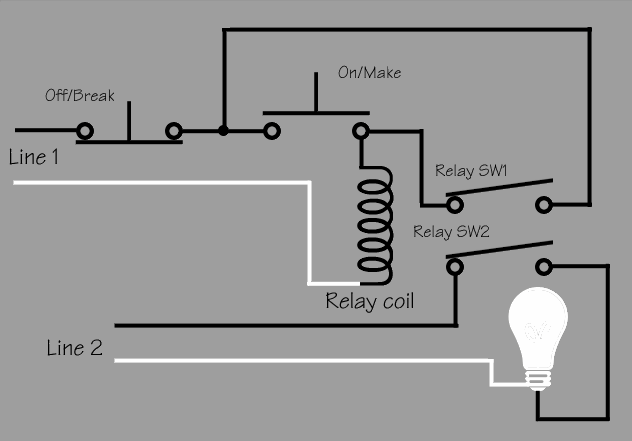 On/Make
Off/Break
Line 1
Relay SW1
Relay SW2
Relay coil
Line 2